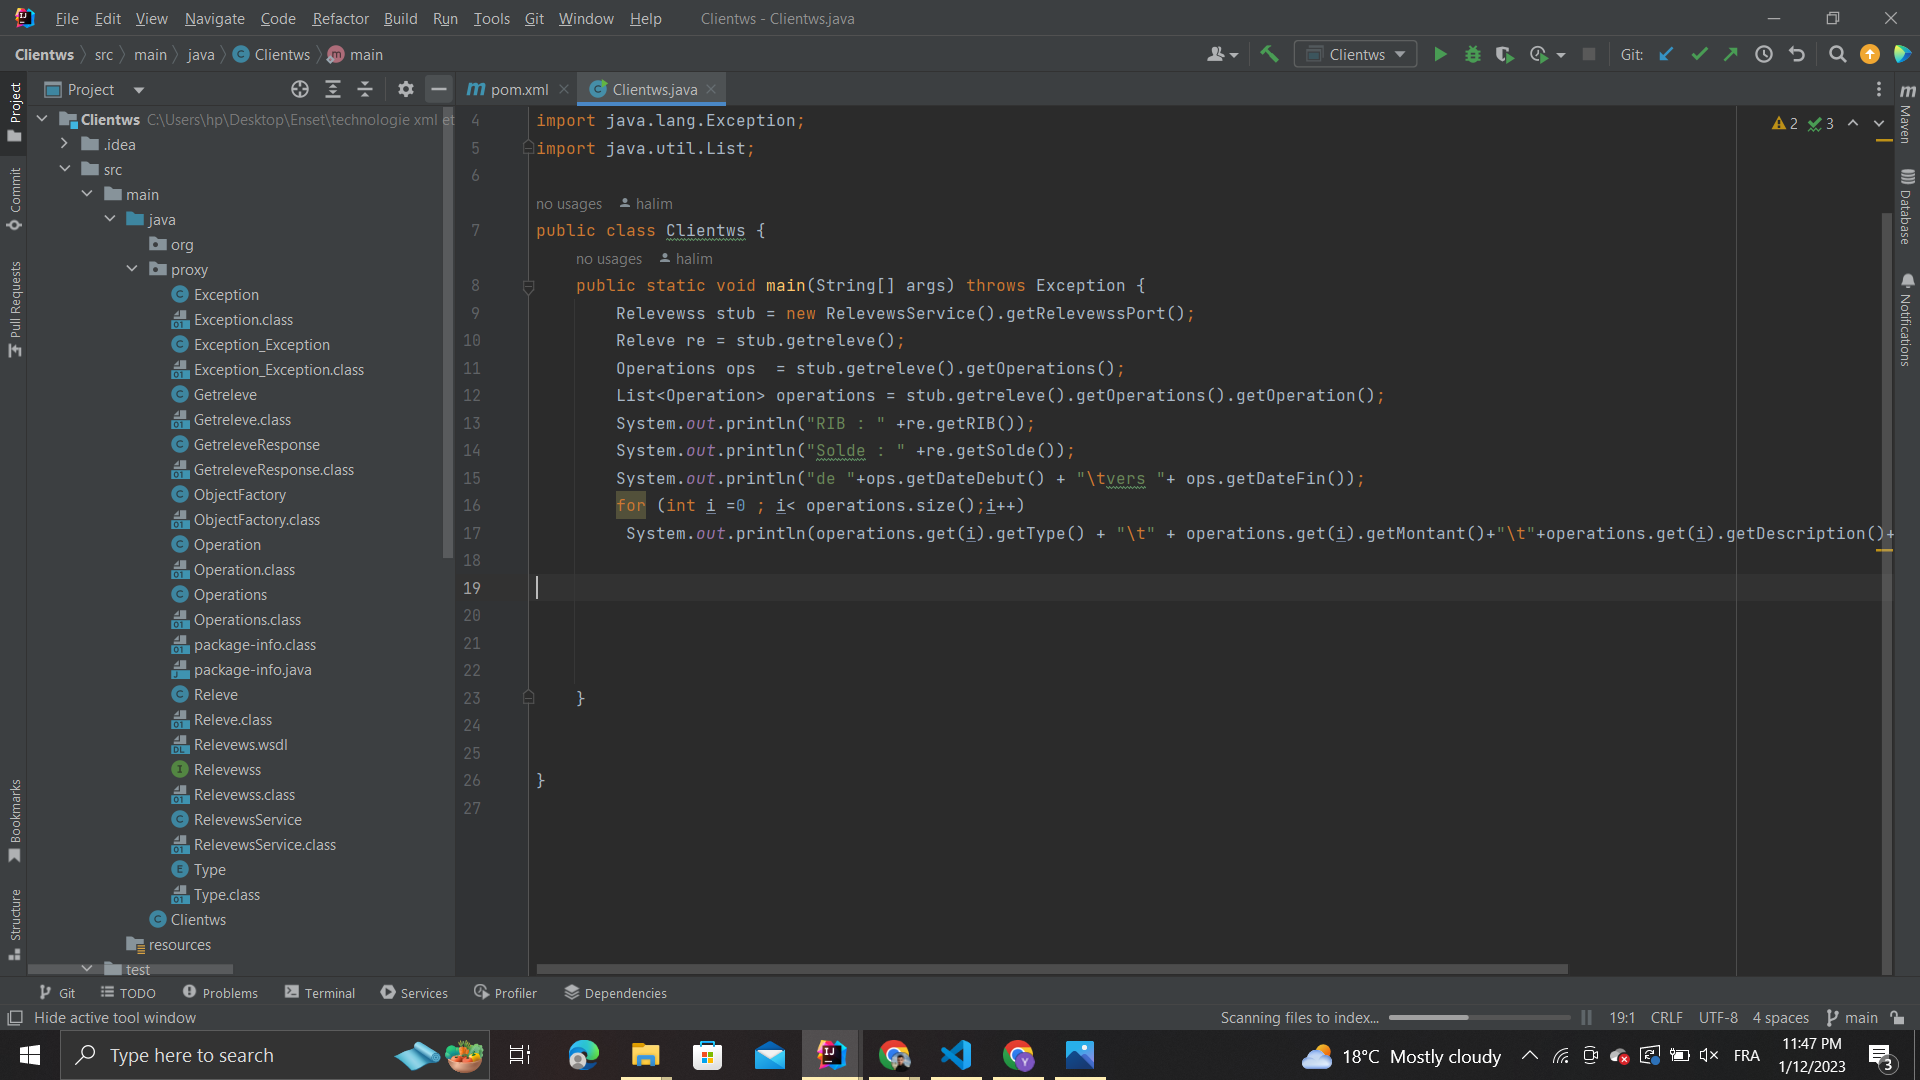 File Edit View Navigate Code Refactor Build Run Tools Git Window Help Clientws - Clientws.java
Clientws src main java Clientws main Clientws Git:
Project pom.xml Clientws.java
Clientws C:\Users\hp\Desktop\Enset\technologie xml et
.idea
src
main
java
org
proxy
Exception
Exception.class
Exception_Exception
Exception_Exception.class
Getreleve
Getreleve.class
GetreleveResponse
GetreleveResponse.class
ObjectFactory
ObjectFactory.class
Operation
Operation.class
Operations
Operations.class
package-info.class
package-info.java
Releve
Releve.class
Relevews.wsdl
Relevewss
Relevewss.class
RelevewsService
RelevewsService.class
Type
Type.class
Clientws
resources
test
Project
Commit
Pull Requests
Bookmarks
Structure
4 import java.lang.Exception;
5 import java.util.List;
6
no usages halim
7 public class Clientws {
no usages halim
8 public static void main(String[] args) throws Exception {
9 Relevewss stub = new RelevewsService().getRelevewssPort();
10 Releve re = stub.getreleve();
11 Operations ops  = stub.getreleve().getOperations();
12 List<Operation> operations = stub.getreleve().getOperations().getOperation();
13 System.out.println("RIB : " +re.getRIB());
14 System.out.println("Solde : " +re.getSolde());
15 System.out.println("de "+ops.getDateDebut() + "\tvers "+ ops.getDateFin());
16 for (int i =0 ; i< operations.size();i++)
17 System.out.println(operations.get(i).getType() + "\t" + operations.get(i).getMontant()+"\t"+operations.get(i).getDescription()+
18
19
20
21
22
23 }
24
25
26 }
27
2 3
Maven
Database
Notifications
Git TODO Problems Terminal Services Profiler Dependencies
Hide active tool window Scanning files to index... 19:1 CRLF UTF-8 4 spaces main
Type here to search 18°C Mostly cloudy FRA 11:47 PM
1/12/2023 3